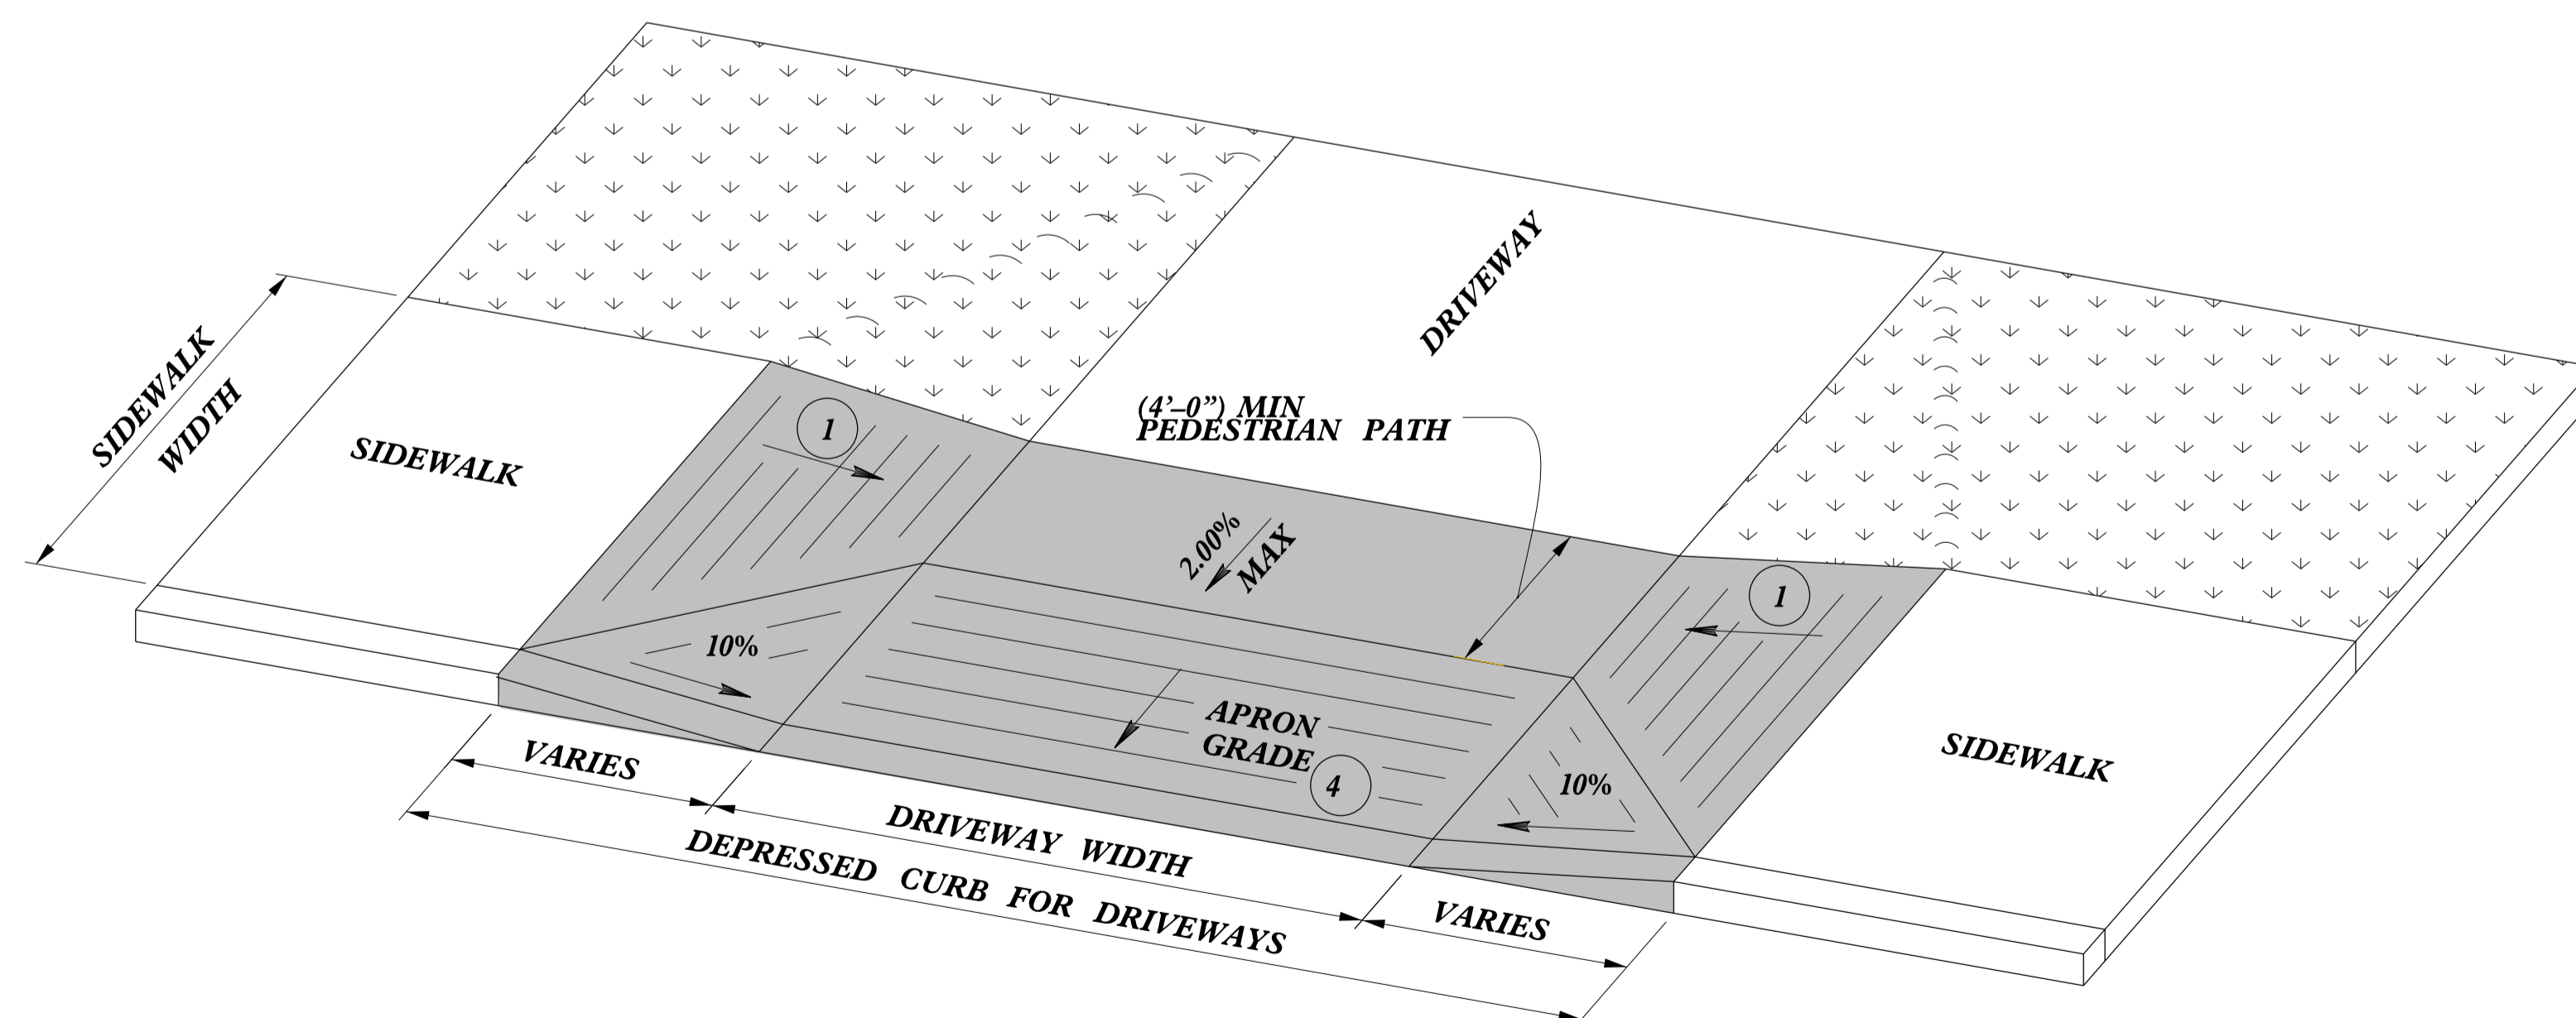 DRIVEWAY
SIDEWALK
WIDTH
SIDEWALK
1
(4'–0") MIN
PEDESTRIAN PATH
2.00%
MAX
1
10%
APRON
GRADE
4
10%
SIDEWALK
VARIES
DRIVEWAY WIDTH
VARIES
DEPRESSED CURB FOR DRIVEWAYS